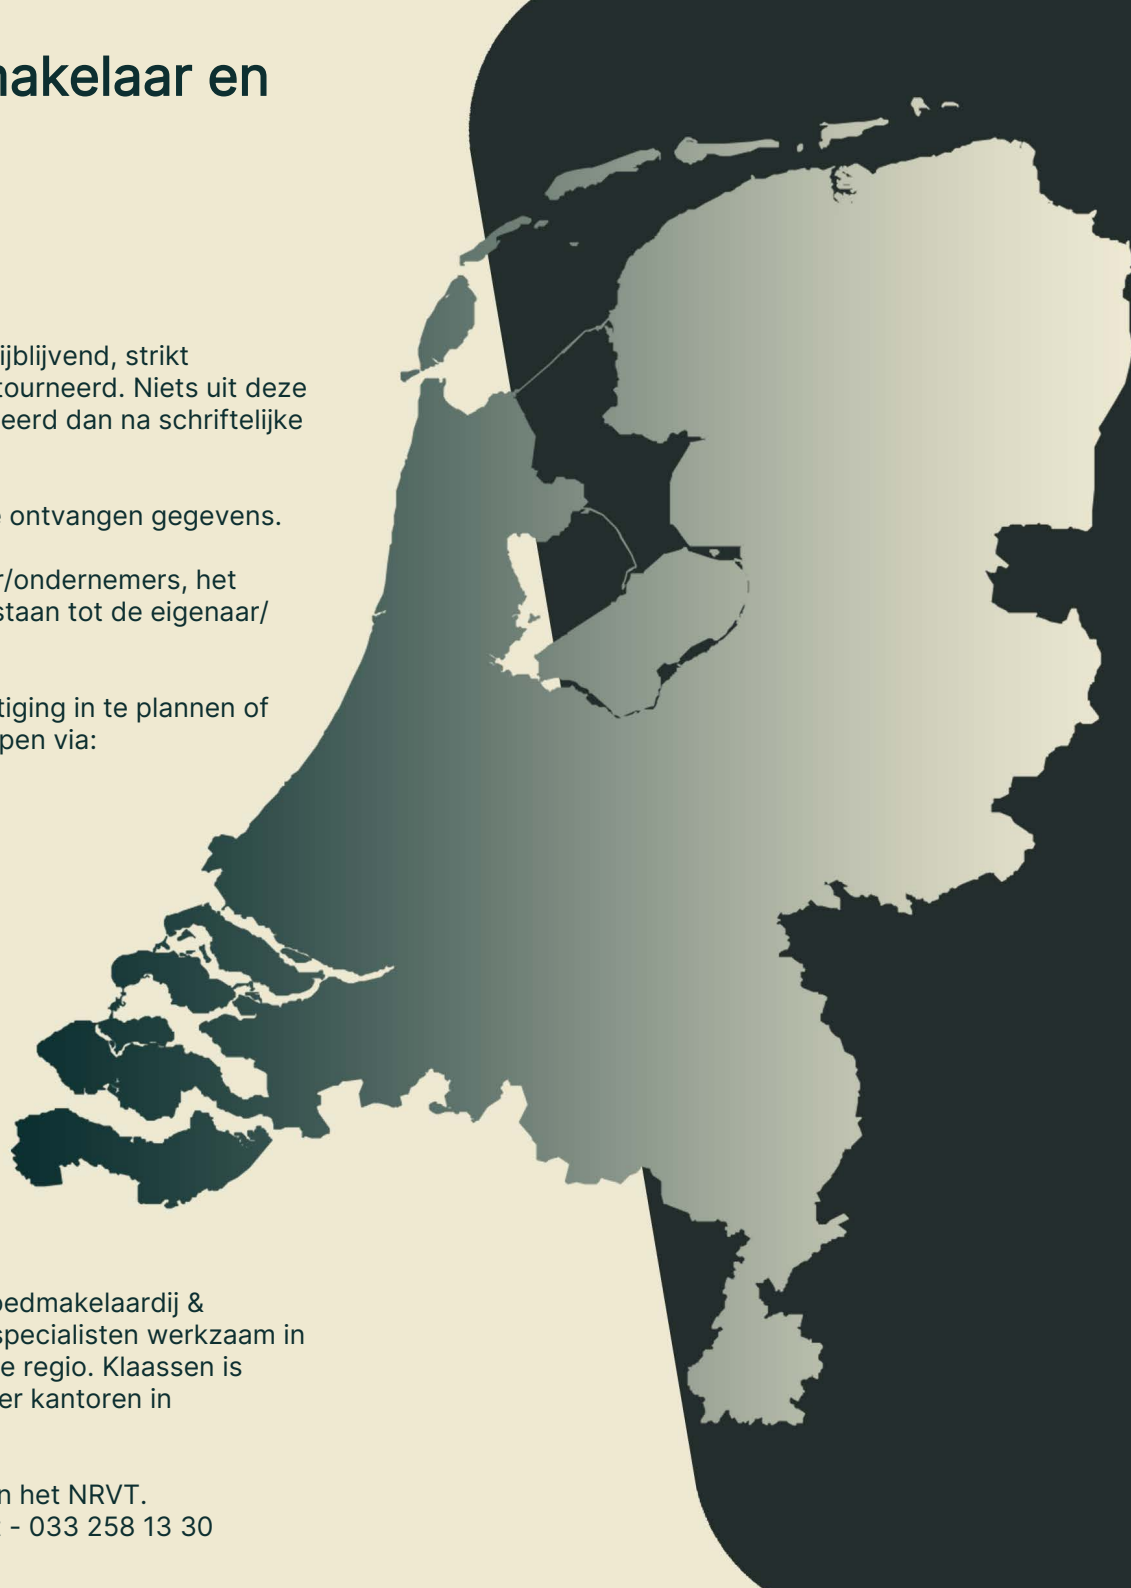 makelaar en
ijblijvend, strikt
tourneerd. Niets uit deze
eerd dan na schriftelijke
e ontvangen gegevens.
r/ondernemers, het
staan tot de eigenaar/
tiging in te plannen of
pen via:
oedmakelaardij &
specialisten werkzaam in
e regio. Klaassen is
er kantoren in
n het NRVT.
- 033 258 13 30